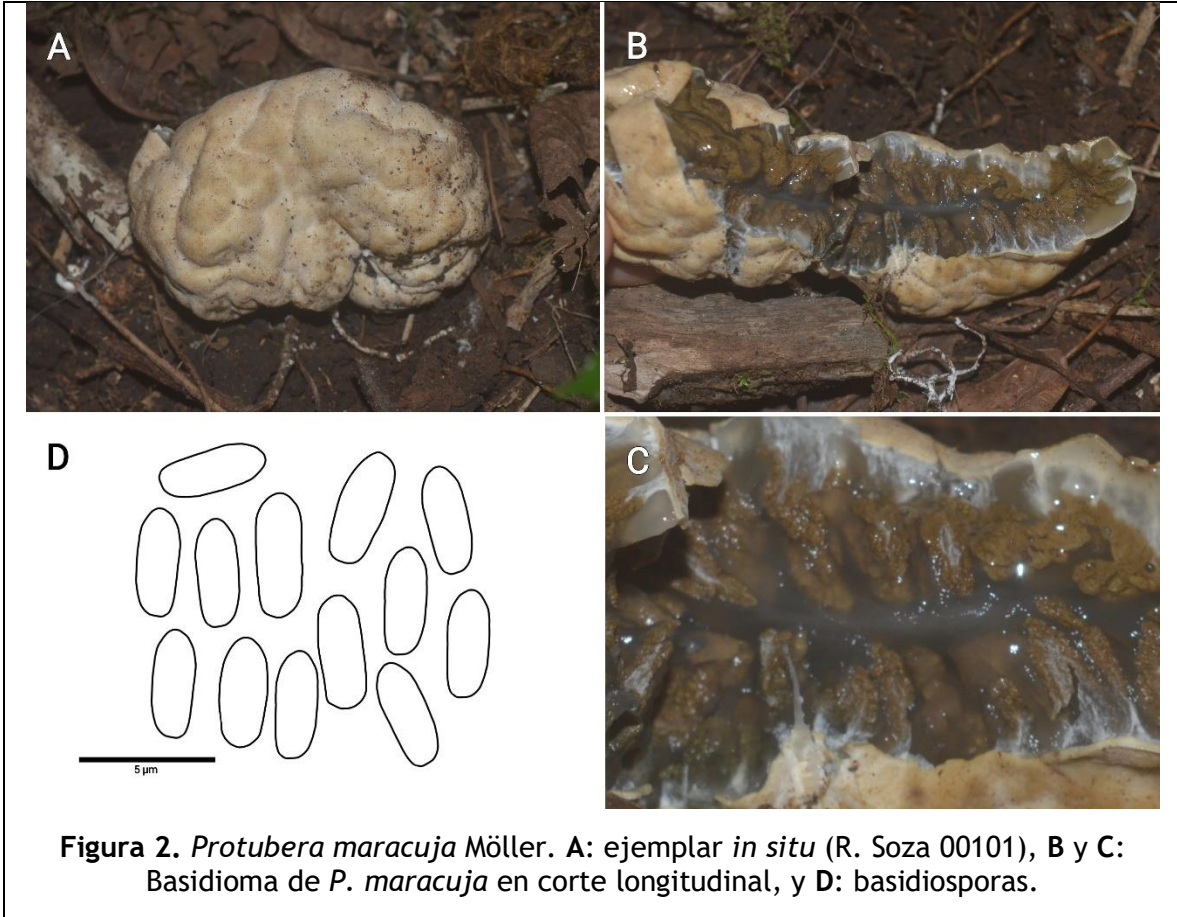 A
B
D
C
5 µm
Figura 2. Protubera maracuja Möller. A: ejemplar in situ (R. Soza 00101), B y C:
Basidioma de P. maracuja en corte longitudinal, y D: basidiosporas.